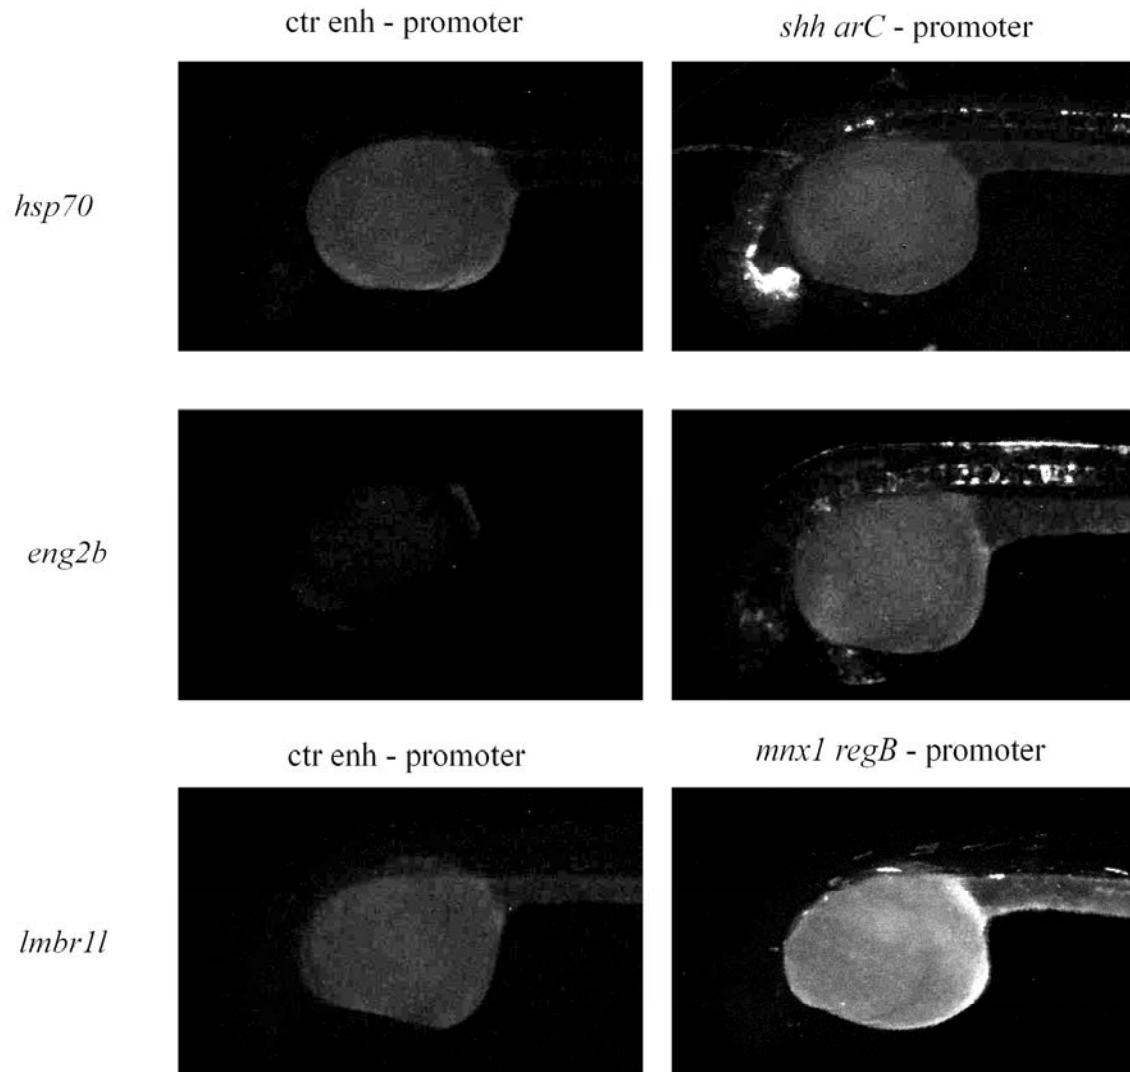 ctr enh - promoter
shh arC - promoter
hsp70
eng2b
ctr enh - promoter
mnx1 regB - promoter
lmbr1l